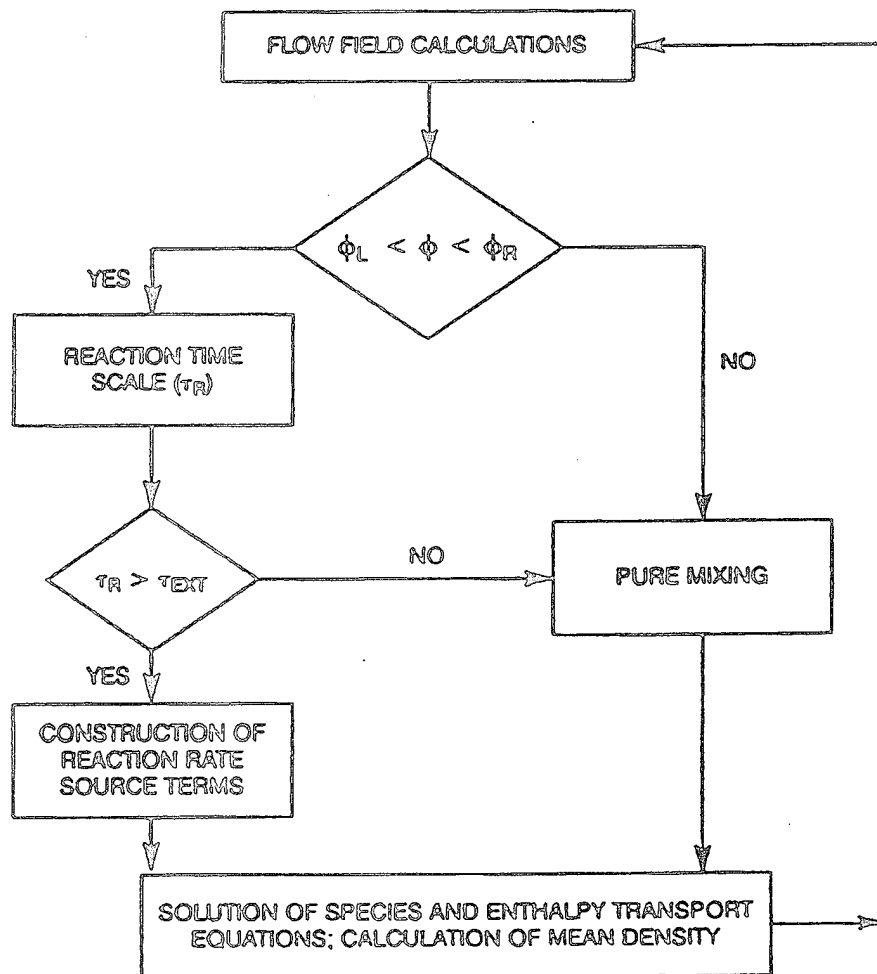 FLOW FIELD CALCULATIONS
ϕL < ϕ < ϕR
YES
NO
REACTION TIME
SCALE (τR)
τR > τEXT
NO
PURE MIXING
YES
CONSTRUCTION OF
REACTION RATE
SOURCE TERMS
SOLUTION OF SPECIES AND ENTHALPY TRANSPORT
EQUATIONS; CALCULATION OF MEAN DENSITY